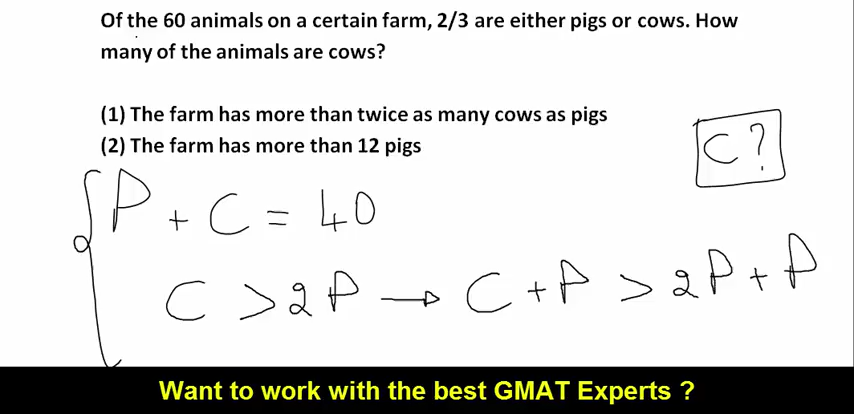 Of the 60 animals on a certain farm, 2/3 are either pigs or cows. How
many of the animals are cows?
(1) The farm has more than twice as many cows as pigs
(2) The farm has more than 12 pigs
C ?
P + C = 40
C > 2P → C + P > 2P + P
Want to work with the best GMAT Experts ?